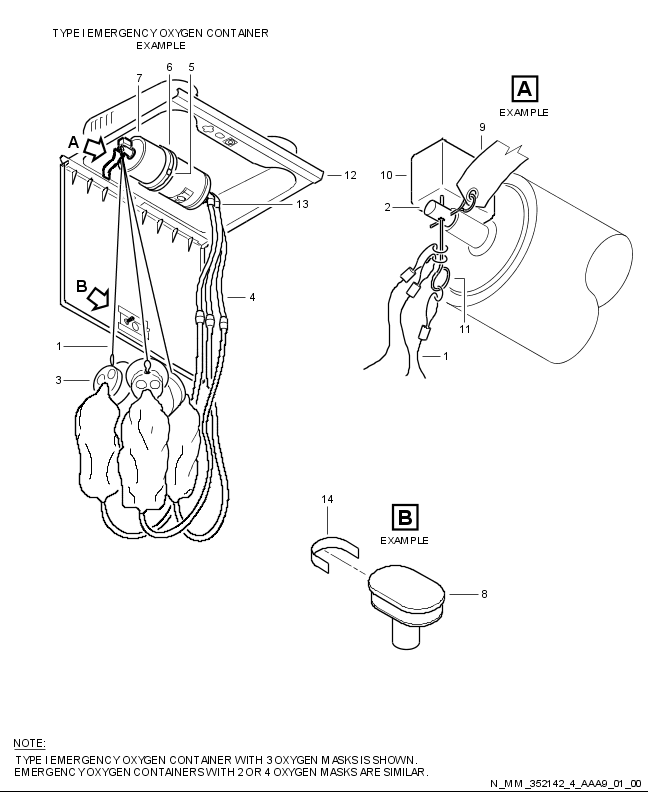 TYPE I EMERGENCY OXYGEN CONTAINER
EXAMPLE
5
6
7
A
A
EXAMPLE
9
10
12
2
13
B
4
11
1
1
3
14
B
EXAMPLE
8
NOTE:
TYPE I EMERGENCY OXYGEN CONTAINER WITH 3 OXYGEN MASKS IS SHOWN.
EMERGENCY OXYGEN CONTAINERS WITH 2 OR 4 OXYGEN MASKS ARE SIMILAR.
N_MM_352142_4_AAA9_01_00